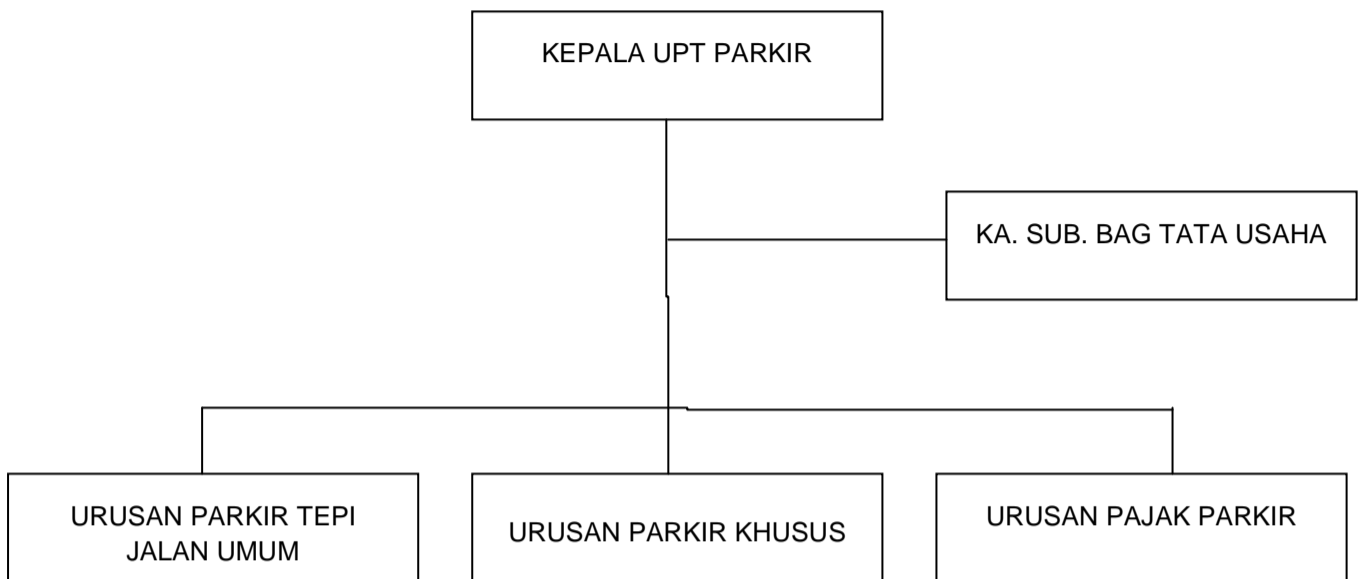 KEPALA UPT PARKIR
KA. SUB. BAG TATA USAHA
URUSAN PARKIR TEPI
JALAN UMUM
URUSAN PARKIR KHUSUS
URUSAN PAJAK PARKIR